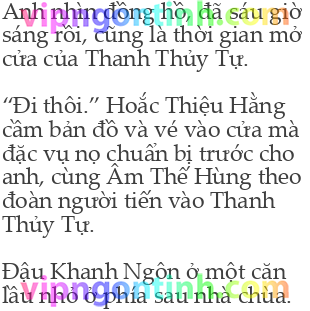 Anh nhìn đồng hồ, đã sáu giờ
vipngontinh.com
sáng rồi, cũng là thời gian mở
cửa của Thanh Thủy Tự.
“Đi thôi.” Hoắc Thiệu Hằng
cầm bản đồ và vé vào cửa mà
đặc vụ nọ chuẩn bị trước cho
anh, cùng Âm Thế Hùng theo
đoàn người tiến vào Thanh
Thủy Tự.
Đậu Khanh Ngôn ở một căn
lầu nhỏ ở phía sau nhà chùa.
vipngontinh.com